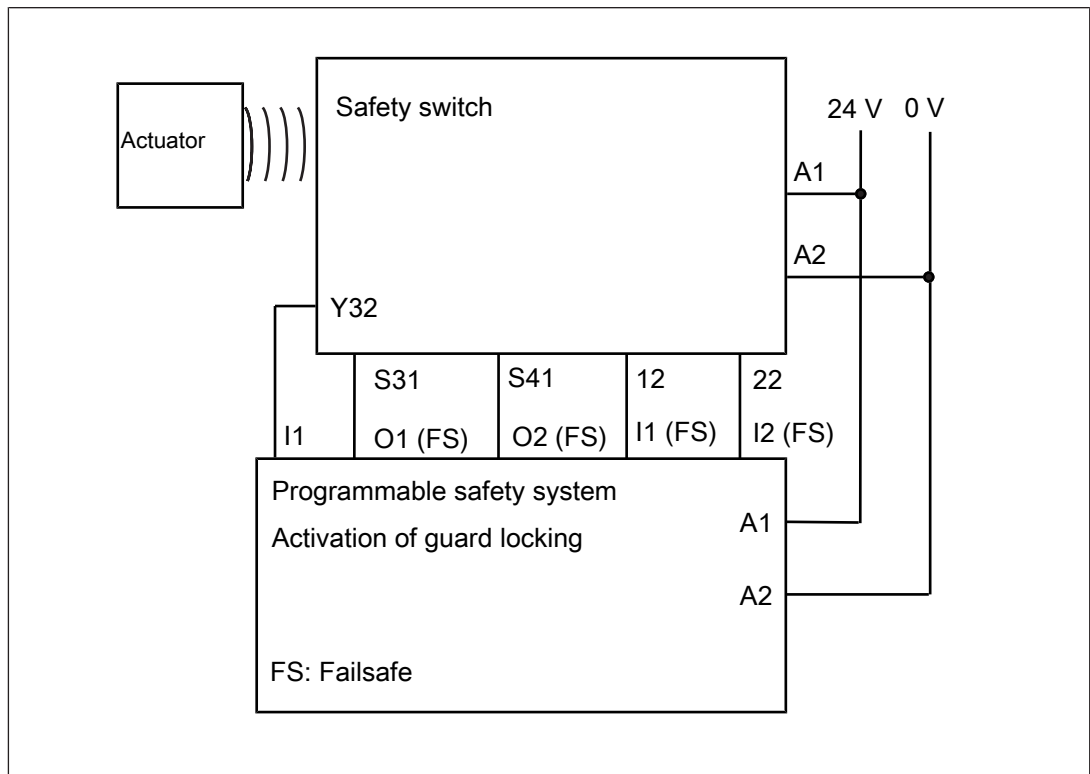 Safety switch
24 V 0 V
Actuator
A1
A2
Y32
S31 S41 12 22
I1 O1 (FS) O2 (FS) I1 (FS) I2 (FS)
Programmable safety system
A1
Activation of guard locking
A2
FS: Failsafe